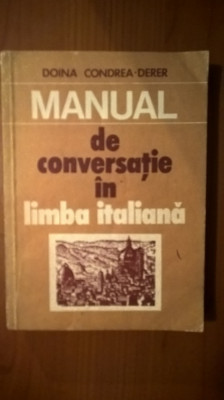 DOINA CONDREA-DERER
MANUAL
de
conversație
în
limba italiană